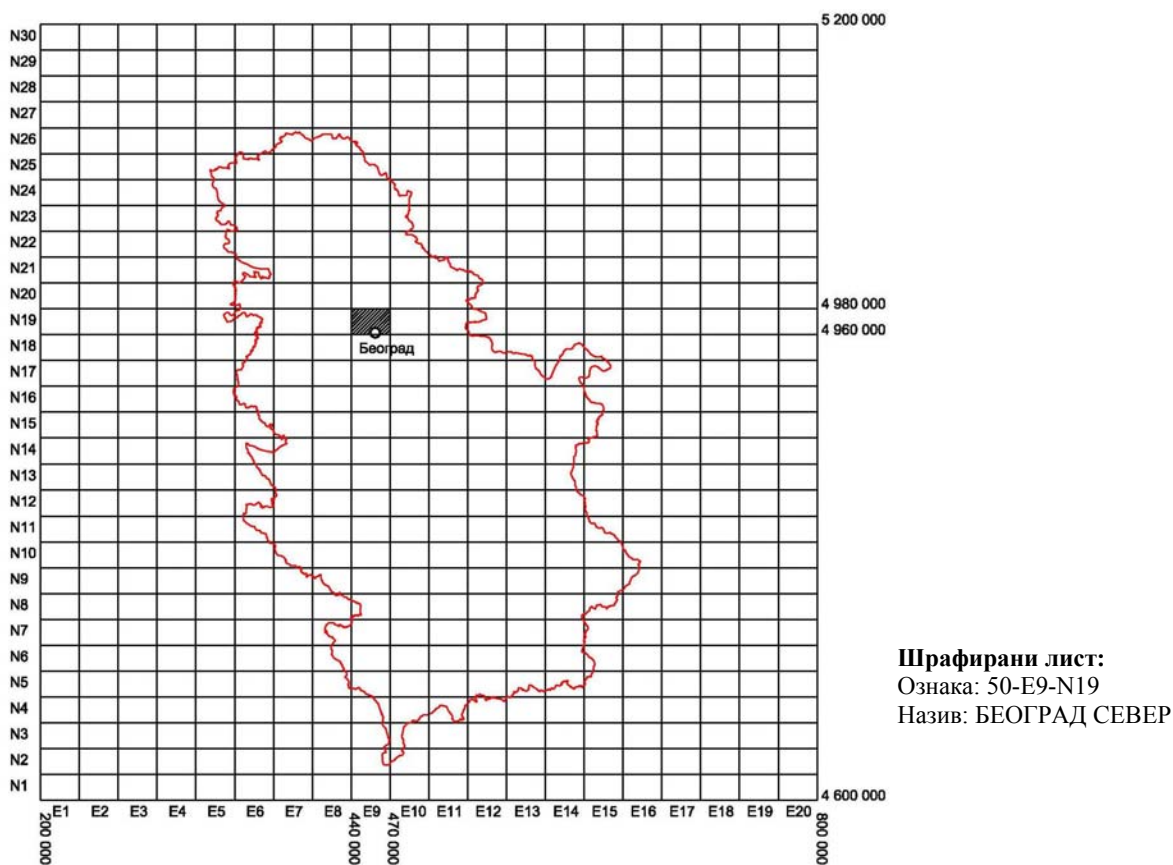 5 200 000
N30
N29
N28
N27
N26
N25
N24
N23
N22
N21
N20
4 980 000
N19
4 960 000
Београд
N18
N17
N16
N15
N14
N13
N12
N11
N10
N9
N8
N7
N6
N5
N4
N3
N2
N1
Шрафирани лист:
Ознака: 50-E9-N19
Назив: БЕОГРАД СЕВЕР
4 600 000
E1 E2 E3 E4 E5 E6 E7 E8 E9 E10 E11 E12 E13 E14 E15 E16 E17 E18 E19 E20
200 000 440 000 470 000 800 000